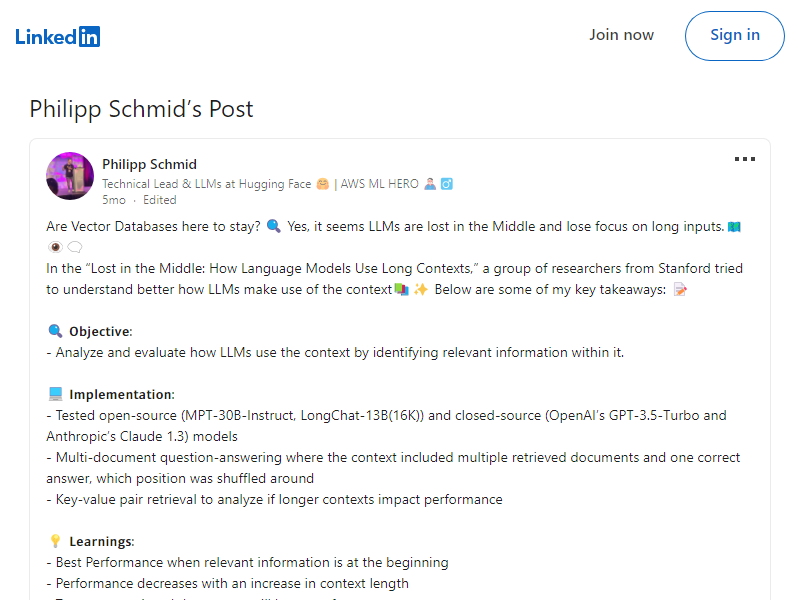 LinkedIn
Join now
Sign in
Philipp Schmid’s Post
Philipp Schmid
Technical Lead & LLMs at Hugging Face 🤗 | AWS ML HERO 🦸🏻‍♂️
5mo · Edited
Are Vector Databases here to stay? 🔍 Yes, it seems LLMs are lost in the Middle and lose focus on long inputs. 🗺️
👁️‍🗨️
In the “Lost in the Middle: How Language Models Use Long Contexts,” a group of researchers from Stanford tried
to understand better how LLMs make use of the context📚 ✨ Below are some of my key takeaways: 📝
🔍 Objective:
- Analyze and evaluate how LLMs use the context by identifying relevant information within it.
💻 Implementation:
- Tested open-source (MPT-30B-Instruct, LongChat-13B(16K)) and closed-source (OpenAI’s GPT-3.5-Turbo and
Anthropic’s Claude 1.3) models
- Multi-document question-answering where the context included multiple retrieved documents and one correct
answer, which position was shuffled around
- Key-value pair retrieval to analyze if longer contexts impact performance
💡 Learnings:
- Best Performance when relevant information is at the beginning
- Performance decreases with an increase in context length